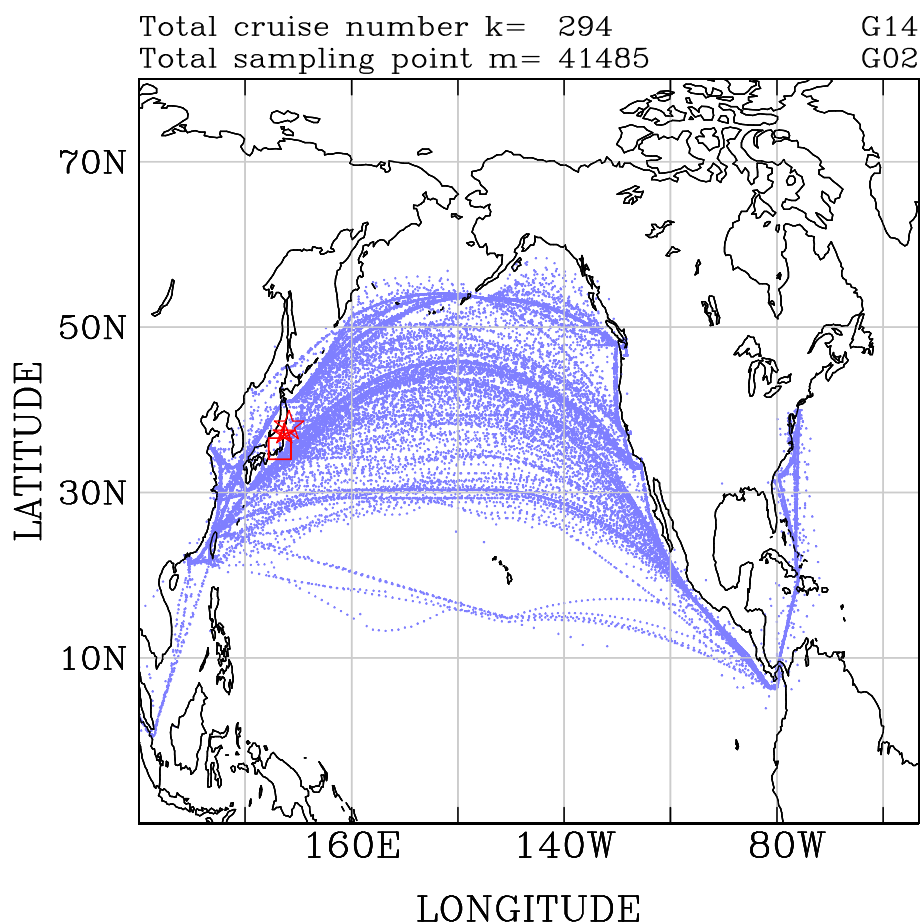 Total cruise number k= 294 G14
Total sampling point m= 41485 G02
70N
50N
30N
10N
LATITUDE
160E 140W 80W
LONGITUDE